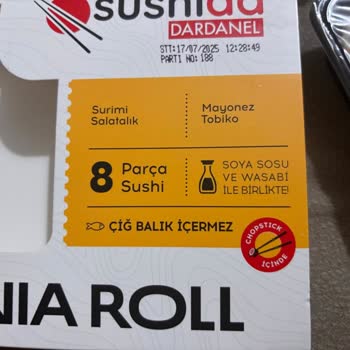 sushida
DARDANEL
STT:17/07/2025 12:28:49
PARTI NO:188
Surimi
Salatalık
Mayonez
Tobiko
8 Parça
Sushi
SOYA SOSU
VE WASABİ
İLE BİRLİKTE!
ÇİĞ BALIK İÇERMEZ
CHOPSTICK
İÇİNDE
NIA ROLL